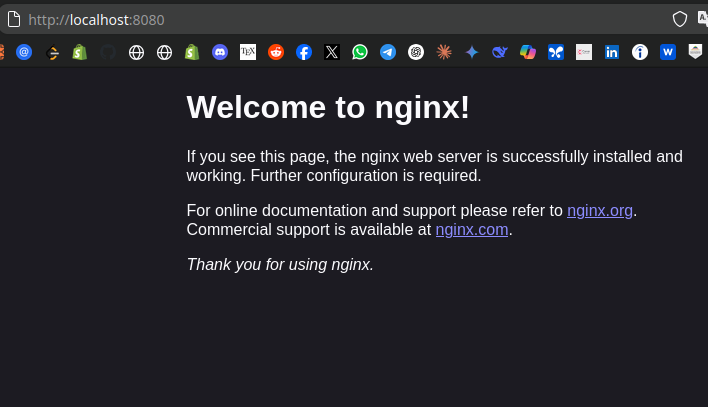 http://localhost:8080
Welcome to nginx!
If you see this page, the nginx web server is successfully installed and
working. Further configuration is required.
For online documentation and support please refer to nginx.org.
Commercial support is available at nginx.com.
Thank you for using nginx.